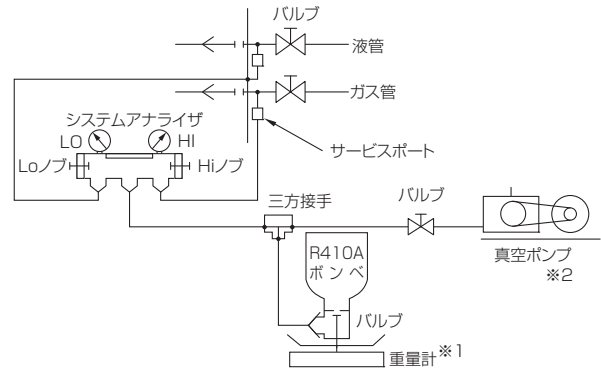 バルブ
液管
ガス管
システムアナライザ
LO
HI
Loノブ
Hiノブ
サービスポート
三方接手
バルブ
R410A
ボンベ
真空ポンプ
※2
バルブ
重量計※1